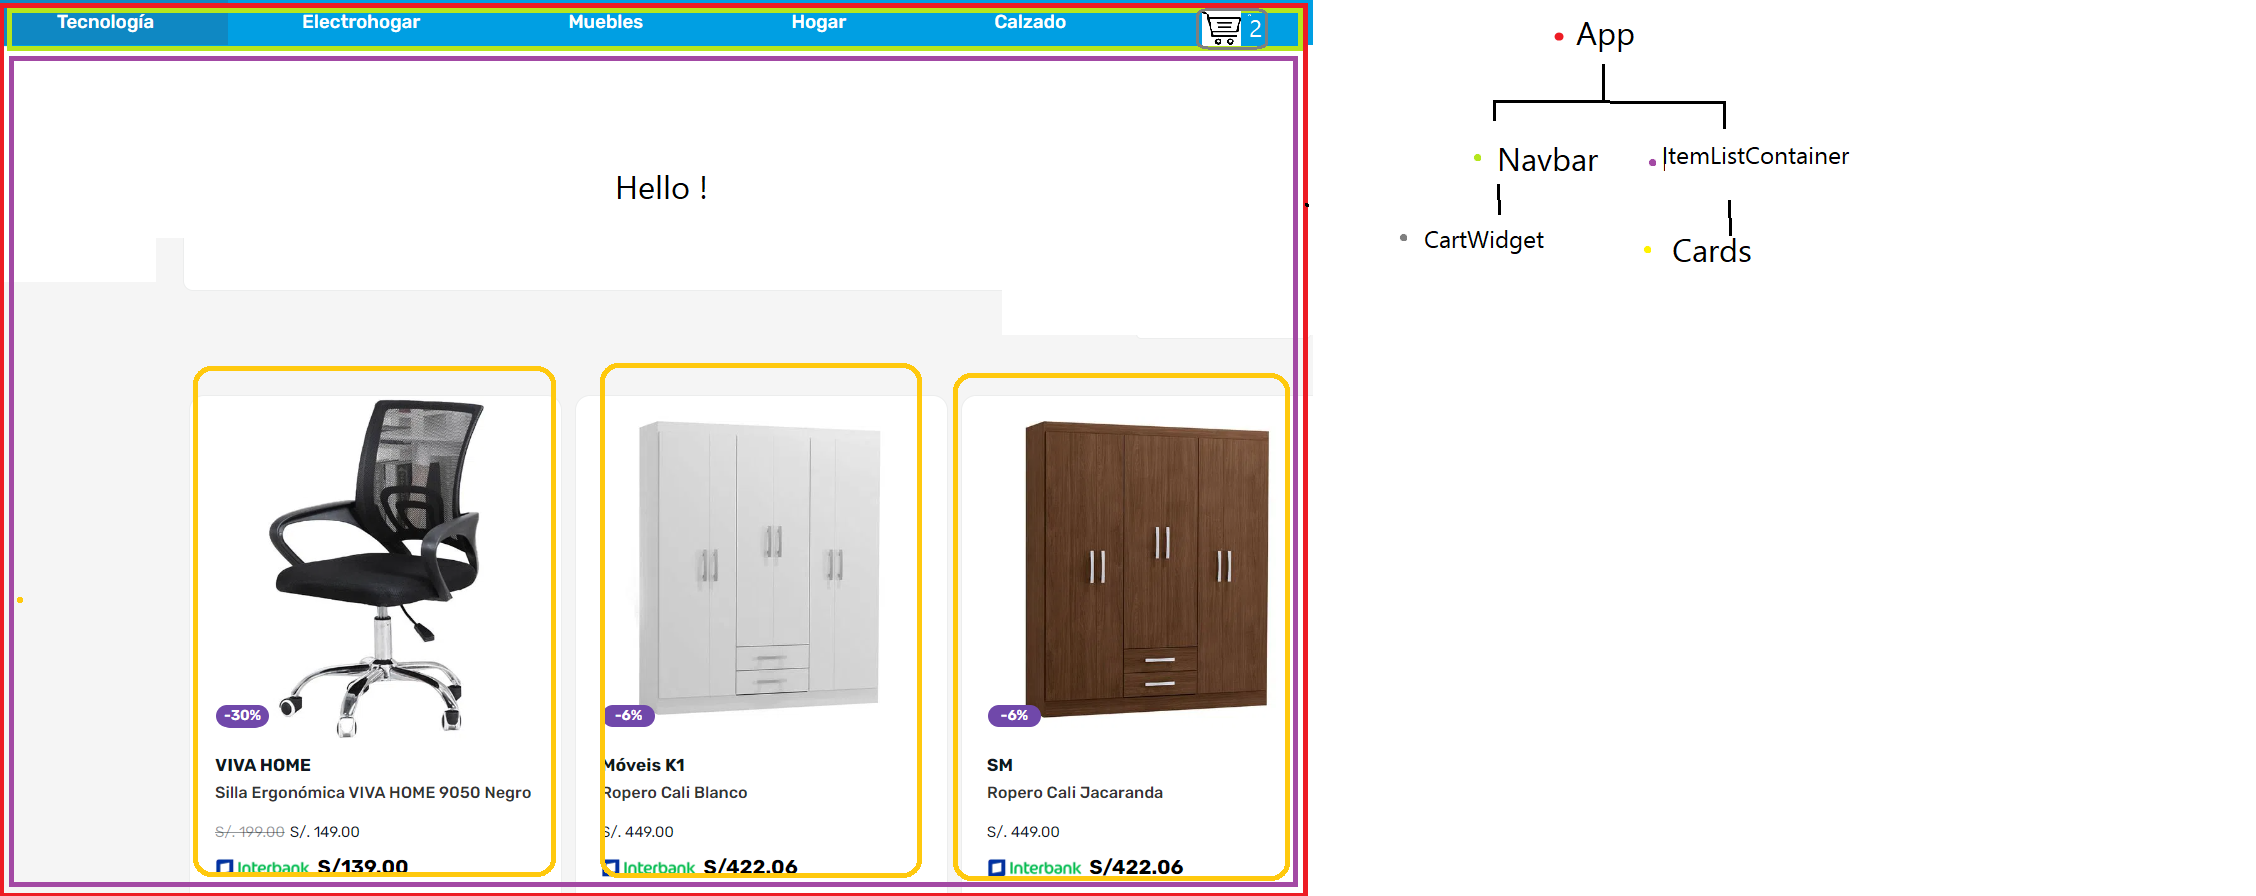 Tecnología Electrohogar Muebles Hogar Calzado 2
Hello !
-30%
VIVA HOME
Silla Ergonómica VIVA HOME 9050 Negro
S/. 199.00 S/. 149.00
Interbank S/139.00
-6%
Móveis K1
Ropero Cali Blanco
S/. 449.00
Interbank S/422.06
-6%
SM
Ropero Cali Jacaranda
S/. 449.00
Interbank S/422.06
App
Navbar
ItemListContainer
CartWidget
Cards